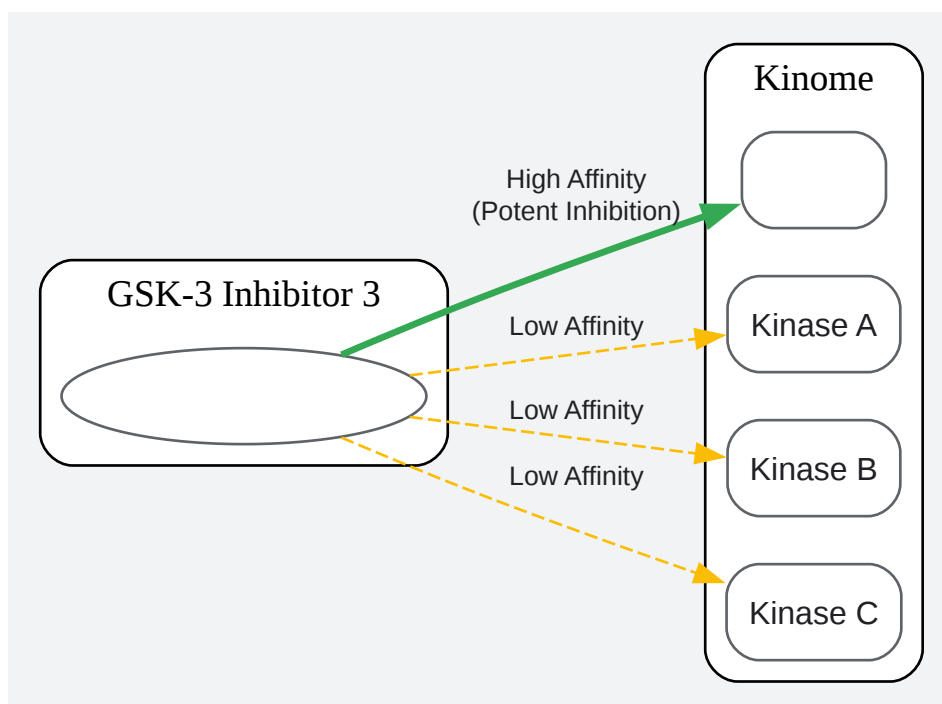 Kinome
High Affinity
(Potent Inhibition)
GSK-3 Inhibitor 3
Low Affinity
Kinase A
Low Affinity
Kinase B
Low Affinity
Kinase C